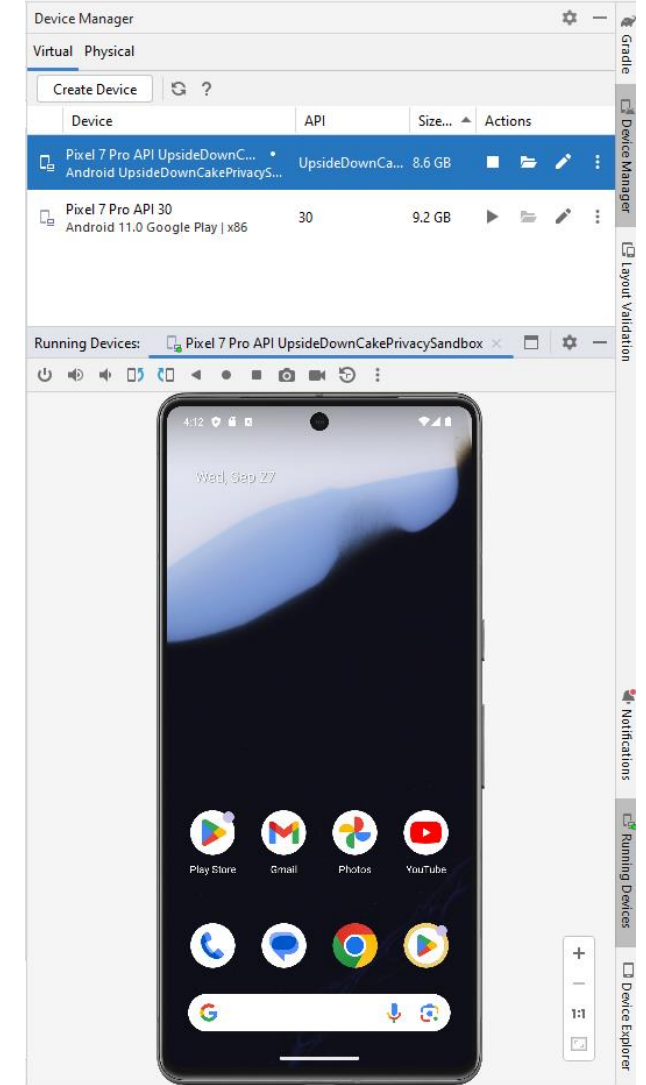 Device Manager
Virtual Physical
Create Device ?
Device API Size... Actions
Pixel 7 Pro API UpsideDownC... •
Android UpsideDownCakePrivacyS...
UpsideDownCa... 8.6 GB
Pixel 7 Pro API 30
Android 11.0 Google Play | x86
30 9.2 GB
Running Devices: Pixel 7 Pro API UpsideDownCakePrivacySandbox
4:12
Wed, Sep 27
Play Store Gmail Photos YouTube
1:1
Gradle
Device Manager
Layout Validation
Notifications
Running Devices
Device Explorer